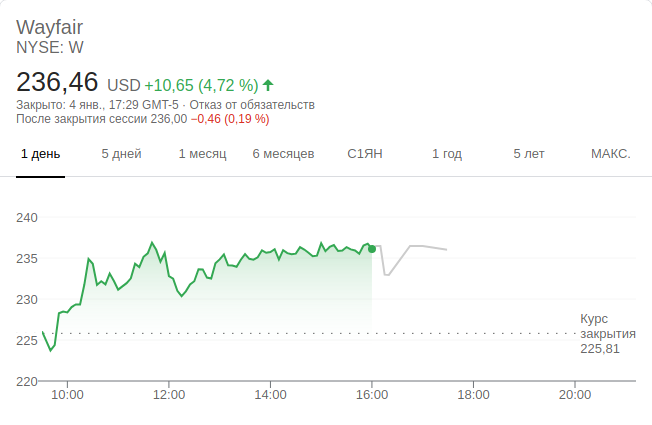 Wayfair
NYSE: W
236,46 USD +10,65 (4,72 %)
Закрыто: 4 янв., 17:29 GMT-5 · Отказ от обязательств
После закрытия сессии 236,00 −0,46 (0,19 %)
1 день 5 дней 1 месяц 6 месяцев С1ЯН 1 год 5 лет МАКС.
240
235
230
Курс
закрытия
225
225,81
220
10:00 12:00 14:00 16:00 18:00 20:00